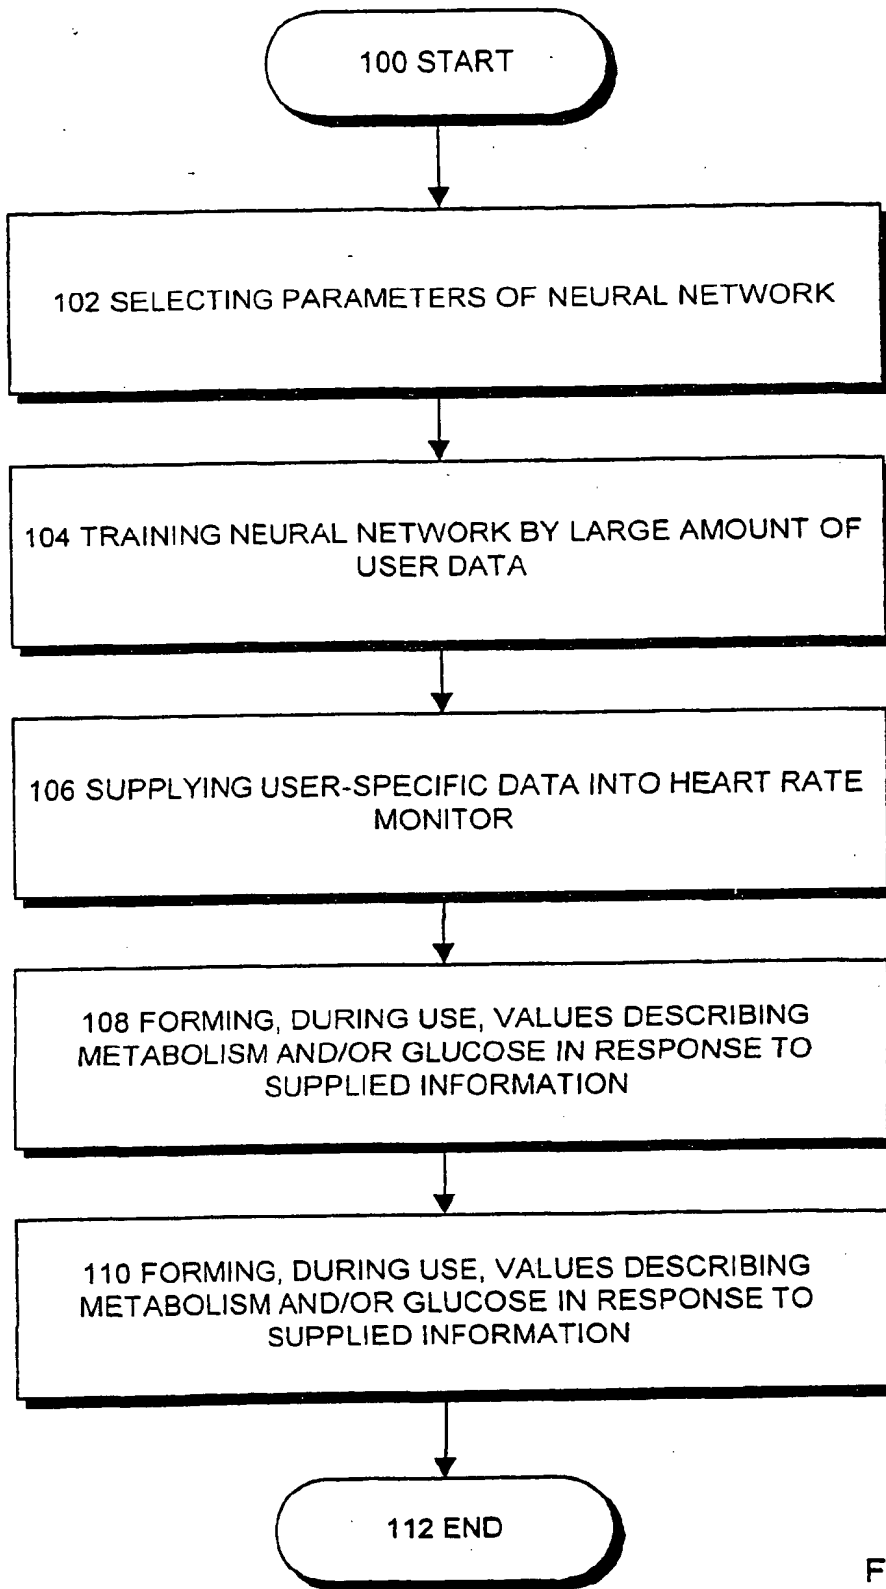 100 START
102 SELECTING PARAMETERS OF NEURAL NETWORK
104 TRAINING NEURAL NETWORK BY LARGE AMOUNT OF
USER DATA
106 SUPPLYING USER-SPECIFIC DATA INTO HEART RATE
MONITOR
108 FORMING, DURING USE, VALUES DESCRIBING
METABOLISM AND/OR GLUCOSE IN RESPONSE TO
SUPPLIED INFORMATION
110 FORMING, DURING USE, VALUES DESCRIBING
METABOLISM AND/OR GLUCOSE IN RESPONSE TO
SUPPLIED INFORMATION
112 END
F